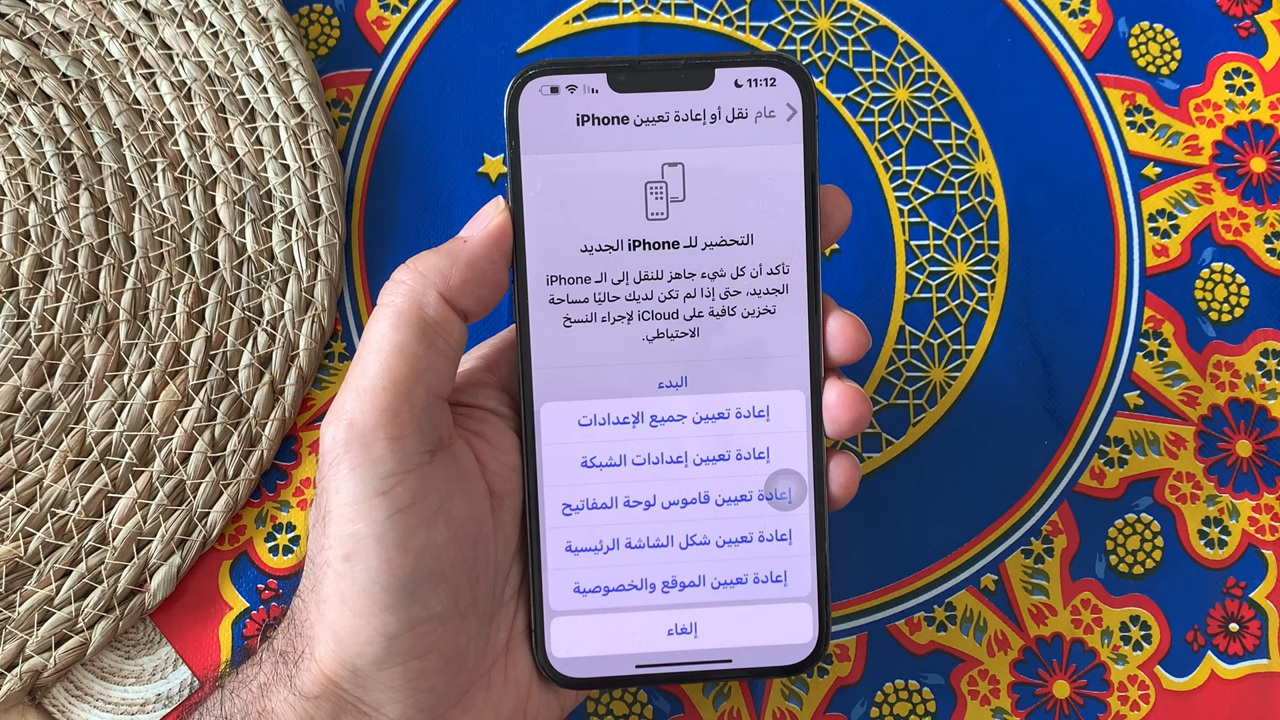 11:12
عام نقل أو إعادة تعيين iPhone
التحضير للـ iPhone الجديد
تأكد أن كل شيء جاهز للنقل إلى الـ iPhone
الجديد، حتى إذا لم تكن لديك حاليًا مساحة
تخزين كافية على iCloud لإجراء النسخ
الاحتياطي.
البدء
إعادة تعيين جميع الإعدادات
إعادة تعيين إعدادات الشبكة
إعادة تعيين قاموس لوحة المفاتيح
إعادة تعيين شكل الشاشة الرئيسية
إعادة تعيين الموقع والخصوصية
إلغاء